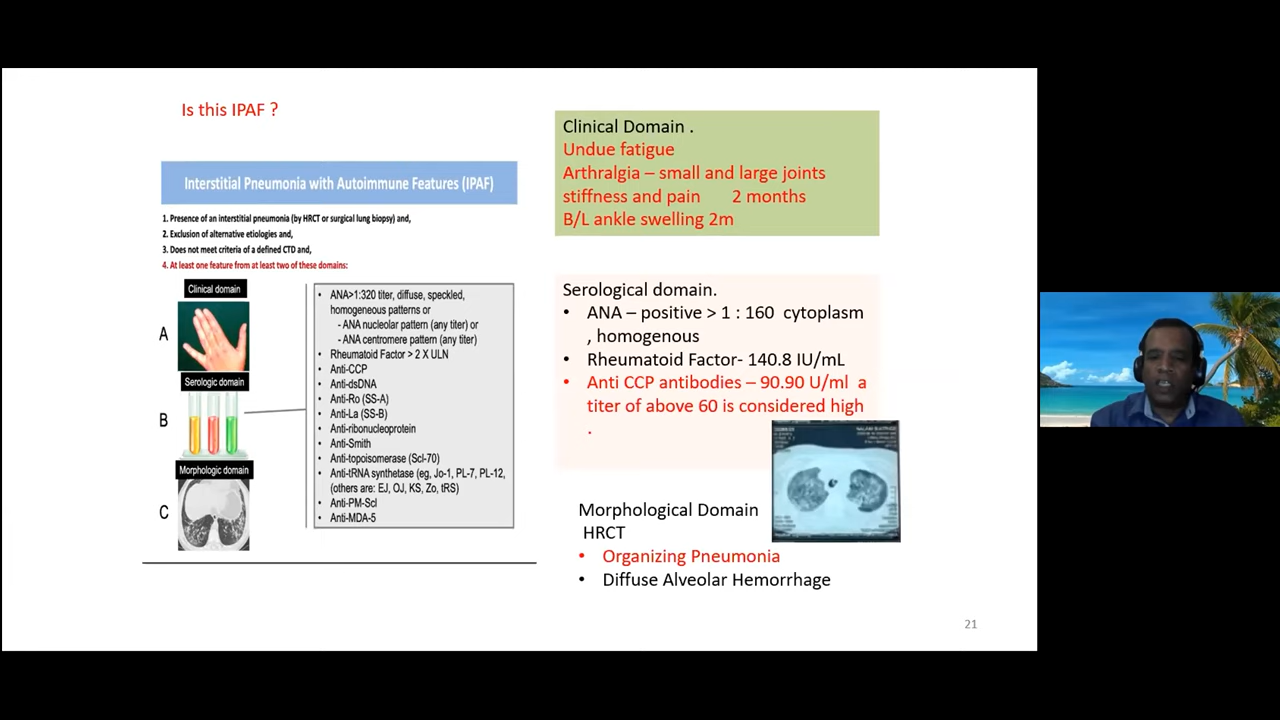 Is this IPAF ?
Interstitial Pneumonia with Autoimmune Features (IPAF)
1. Presence of an interstitial pneumonia (by HRCT or surgical lung biopsy) and,
2. Exclusion of alternative etiologies and,
3. Does not meet criteria of a defined CTD and,
4. At least one feature from at least two of these domains:
Clinical domain
A
Serologic domain
B
Morphologic domain
C
• ANA>1:320 titer, diffuse, speckled,
homogeneous patterns or
- ANA nucleolar pattern (any titer) or
- ANA centromere pattern (any titer)
• Rheumatoid Factor > 2 X ULN
• Anti-CCP
• Anti-dsDNA
• Anti-Ro (SS-A)
• Anti-La (SS-B)
• Anti-ribonucleoprotein
• Anti-Smith
• Anti-topoisomerase (Scl-70)
• Anti-tRNA synthetase (eg, Jo-1, PL-7, PL-12,
(others are: EJ, OJ, KS, Zo, tRS)
• Anti-PM-Scl
• Anti-MDA-5
Clinical Domain .
Undue fatigue
Arthralgia – small and large joints
stiffness and pain 2 months
B/L ankle swelling 2m
Serological domain.
• ANA – positive > 1 : 160 cytoplasm
, homogenous
• Rheumatoid Factor- 140.8 IU/mL
• Anti CCP antibodies – 90.90 U/ml a
titer of above 60 is considered high
.
Morphological Domain
HRCT
• Organizing Pneumonia
• Diffuse Alveolar Hemorrhage
21